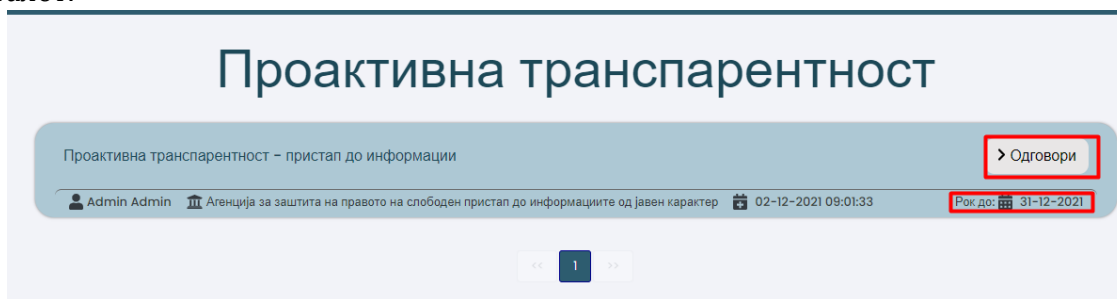 Проактивна транспарентност
Проактивна транспарентност – пристап до информации
Одговори
Admin Admin Агенција за заштита на правото на слободен пристап до информациите од јавен карактер 02-12-2021 09:01:33 Рок до: 31-12-2021
<< 1 >>